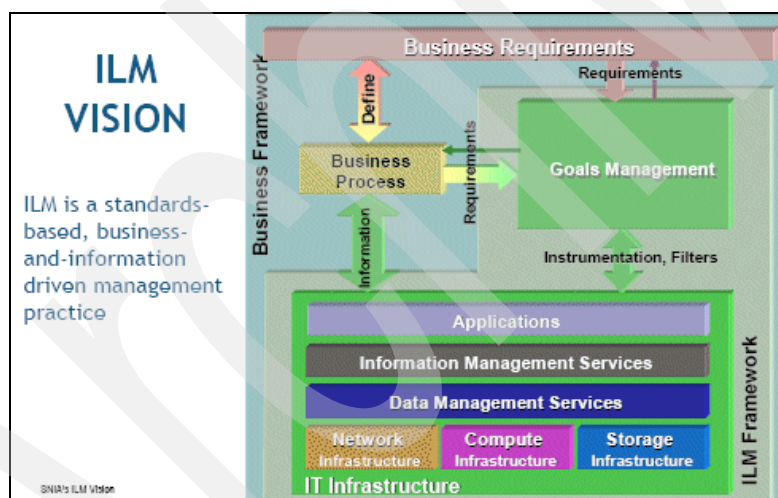 ILM
VISION
ILM is a standards-
based, business-
and-information
driven management
practice
SNIA's ILM Vision
Business Framework
Business Requirements
Requirements
Define
Business
Process
Requirements
Goals Management
Information
Instrumentation, Filters
Applications
Information Management Services
Data Management Services
Network
Infrastructure
Compute
Infrastructure
Storage
Infrastructure
IT Infrastructure
ILM Framework